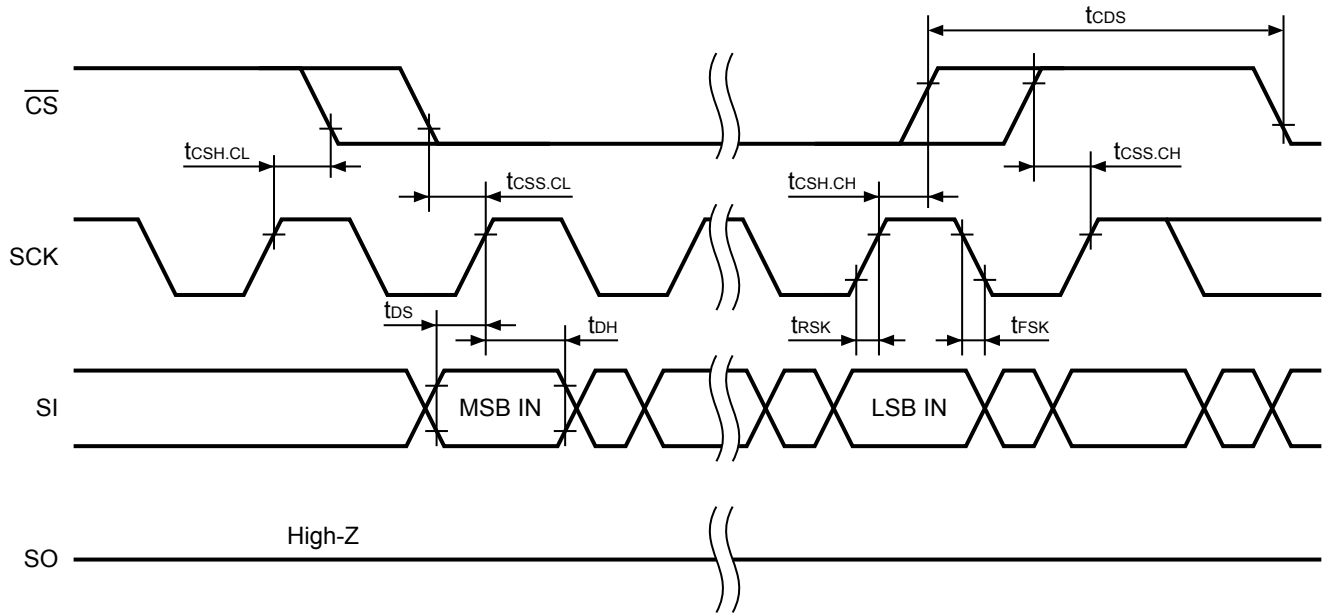 tCDS
CS
tCSH.CL
tCSS.CL
tCSH.CH
tCSS.CH
SCK
tDS
tDH
tRSK
tFSK
SI
MSB IN
LSB IN
High-Z
SO